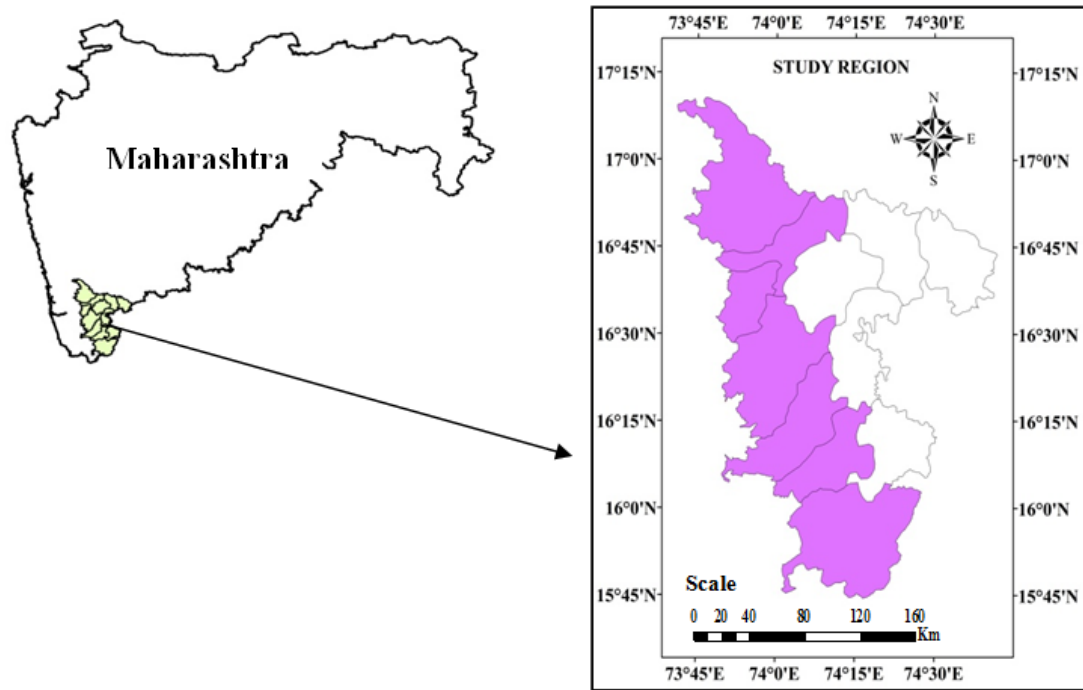 Maharashtra
73°45'E 74°0'E 74°15'E 74°30'E
STUDY REGION
N
W E
S
17°15'N 17°15'N
17°0'N 17°0'N
16°45'N 16°45'N
16°30'N 16°30'N
16°15'N 16°15'N
16°0'N 16°0'N
15°45'N 15°45'N
Scale
0 20 40 80 120 160
Km
73°45'E 74°0'E 74°15'E 74°30'E